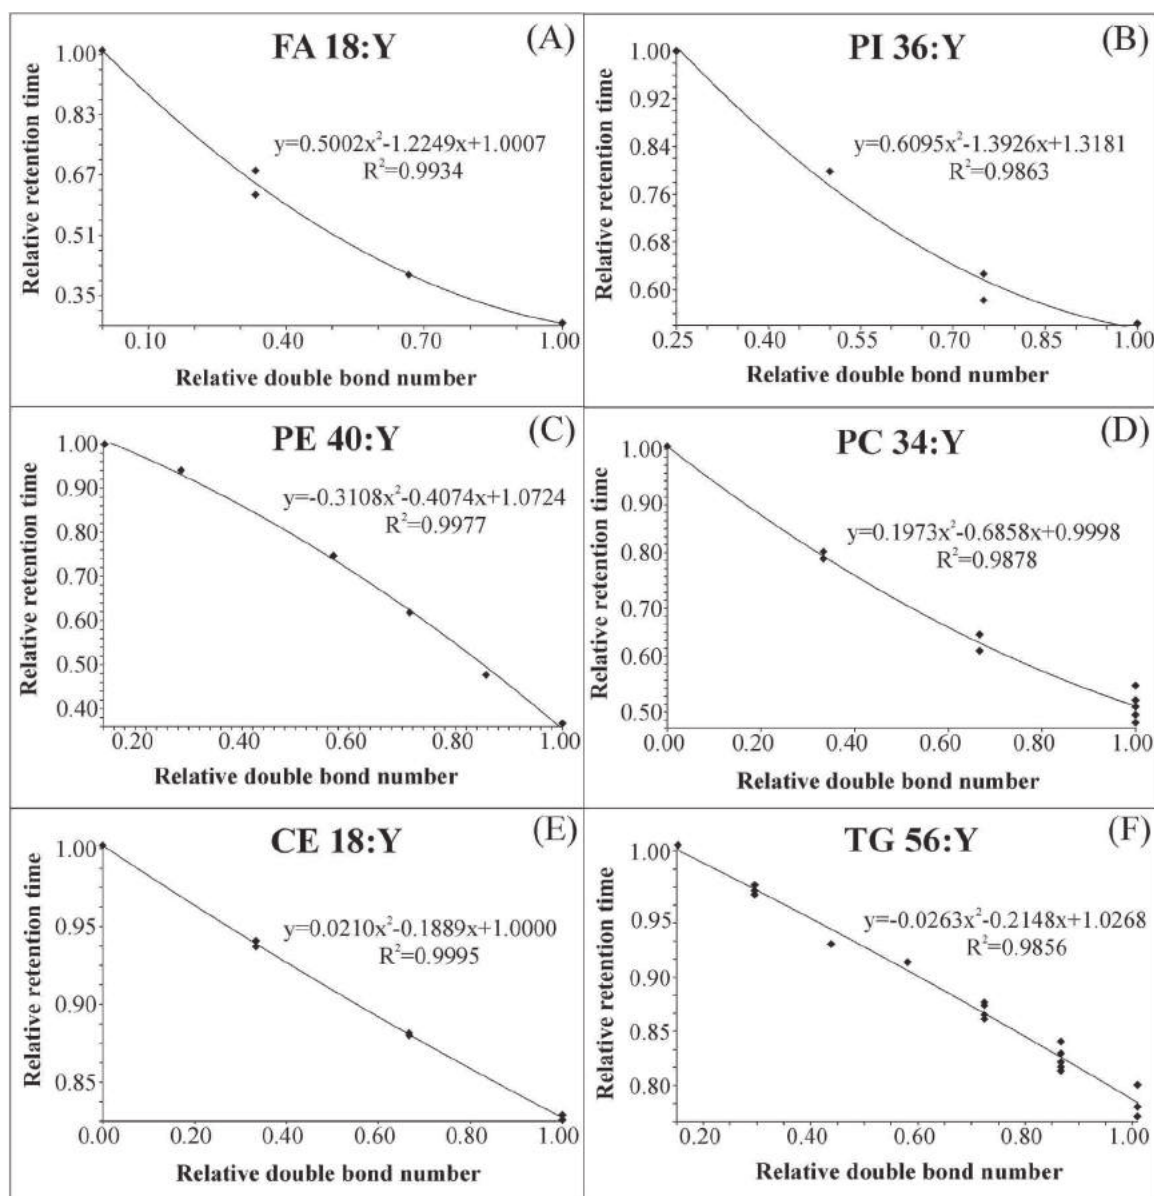 FA 18:Y
(A)
Relative retention time
1.00
0.83
0.67
0.51
0.35
y=0.5002x²-1.2249x+1.0007
R²=0.9934
0.10
0.40
0.67
1.00
Relative double bond number
PI 36:Y
(B)
Relative retention time
1.00
0.92
0.84
0.76
0.68
0.60
y=0.6095x²-1.3926x+1.3181
R²=0.9863
0.25
0.40
0.55
0.75
0.85
1.00
Relative double bond number
PE 40:Y
(C)
Relative retention time
1.00
0.90
0.80
0.70
0.60
0.50
0.40
y=-0.3108x²-0.4074x+1.0724
R²=0.9977
0.20
0.40
0.60
0.80
1.00
Relative double bond number
PC 34:Y
(D)
Relative retention time
1.00
0.90
0.80
0.70
0.60
0.50
y=0.1973x²-0.6858x+0.9998
R²=0.9878
0.00
0.20
0.40
0.60
0.80
1.00
Relative double bond number
CE 18:Y
(E)
Relative retention time
1.00
0.95
0.90
0.85
y=0.0210x²-0.1889x+1.0000
R²=0.9995
0.00
0.20
0.40
0.60
0.80
1.00
Relative double bond number
TG 56:Y
(F)
Relative retention time
1.00
0.95
0.90
0.85
0.80
y=-0.0263x²-0.2148x+1.0268
R²=0.9856
0.20
0.40
0.60
0.80
1.00
Relative double bond number